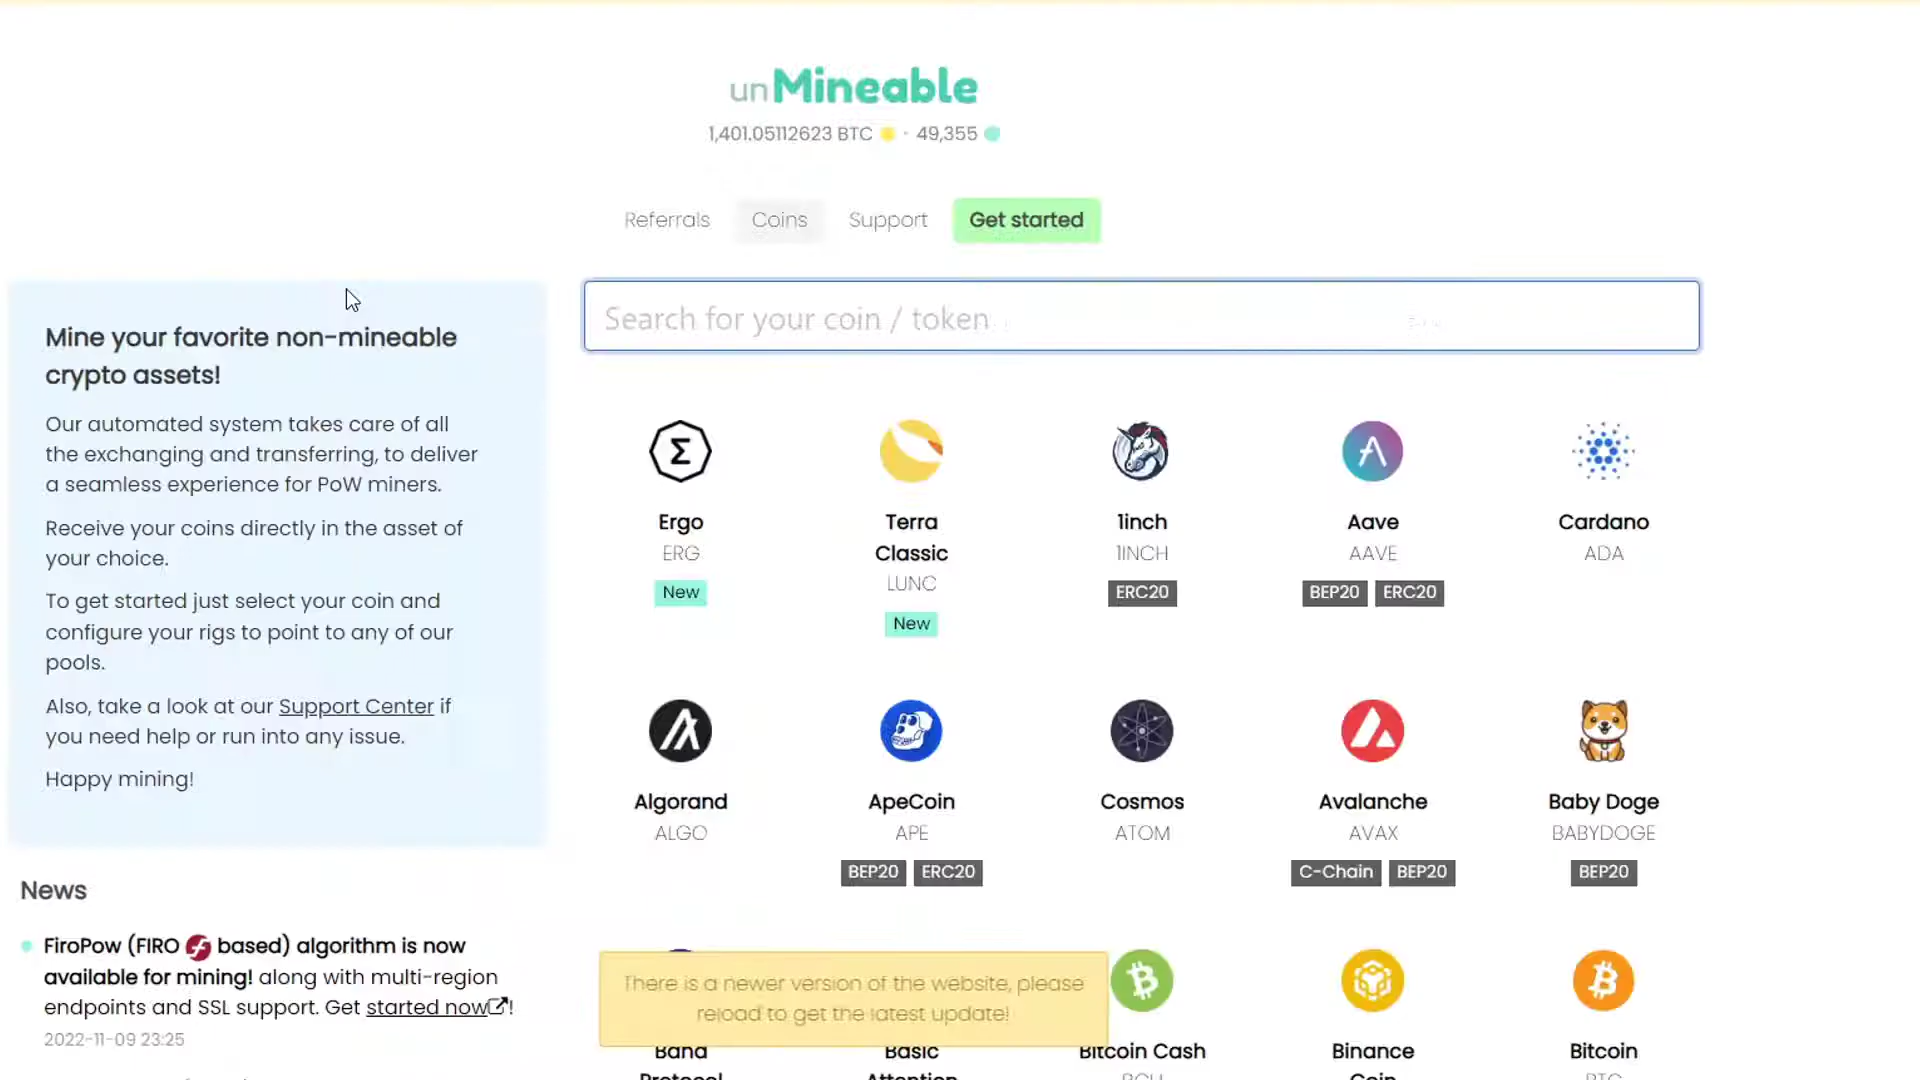 unMineable
1,401.05112623 BTC · 49,355
Referrals Coins Support Get started
Search for your coin / token
Mine your favorite non-mineable
crypto assets!
Our automated system takes care of all
the exchanging and transferring, to deliver
a seamless experience for PoW miners.
Receive your coins directly in the asset of
your choice.
To get started just select your coin and
configure your rigs to point to any of our
pools.
Also, take a look at our Support Center if
you need help or run into any issue.
Happy mining!
News
FiroPow (FIRO based) algorithm is now
available for mining! along with multi-region
endpoints and SSL support. Get started now!
2022-11-09 23:25
Ergo
ERG
New
Terra
Classic
LUNC
New
1inch
1INCH
ERC20
Aave
AAVE
BEP20 ERC20
Cardano
ADA
Algorand
ALGO
ApeCoin
APE
BEP20 ERC20
Cosmos
ATOM
Avalanche
AVAX
C-Chain BEP20
Baby Doge
BABYDOGE
BEP20
There is a newer version of the website, please
reload to get the latest update!
Band
Protocol
Basic
Attention
Bitcoin Cash
BCH
Binance
Coin
Bitcoin
BTC